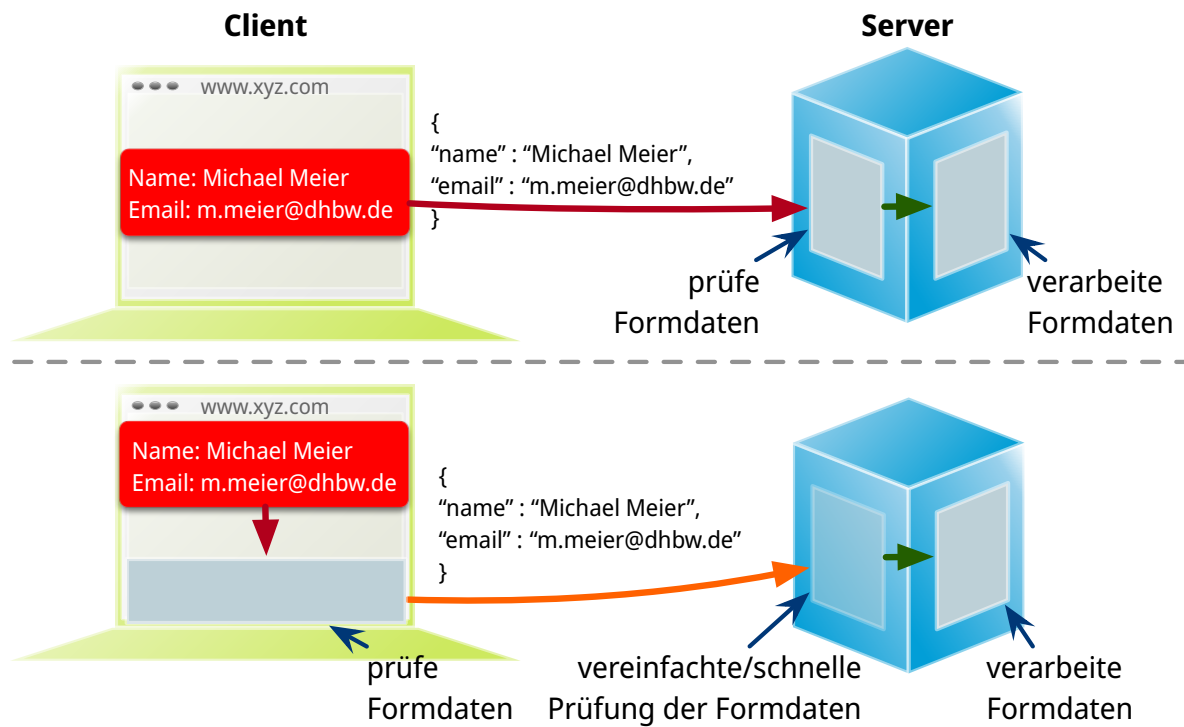 Client
Server
www.xyz.com
Name: Michael Meier
Email: m.meier@dhbw.de
{
“name” : “Michael Meier”,
“email” : “m.meier@dhbw.de”
}
prüfe
Formdaten
verarbeite
Formdaten
www.xyz.com
Name: Michael Meier
Email: m.meier@dhbw.de
{
“name” : “Michael Meier”,
“email” : “m.meier@dhbw.de”
}
prüfe
Formdaten
vereinfachte/schnelle
Prüfung der Formdaten
verarbeite
Formdaten